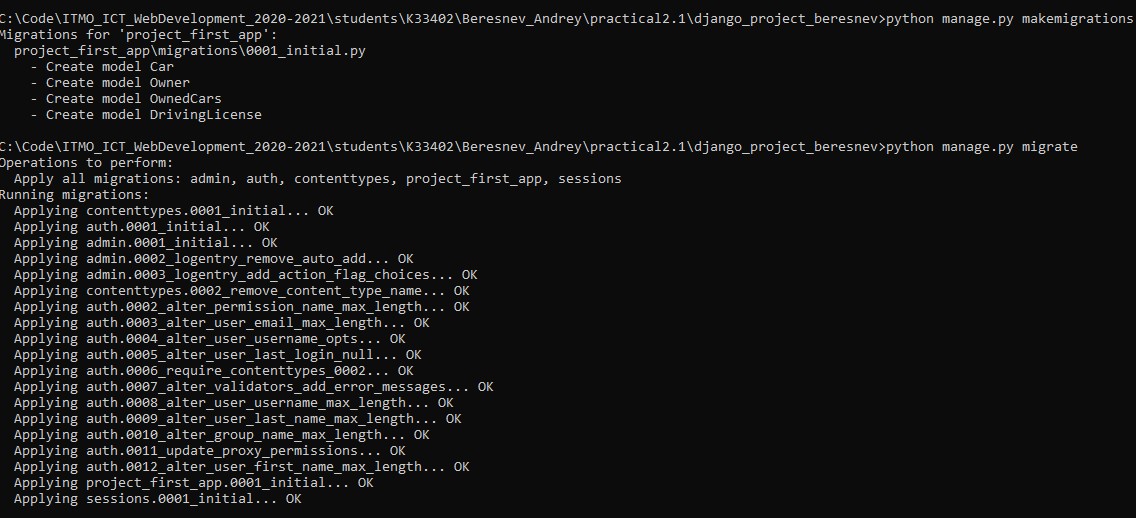 C:\Code\ITMO_ICT_WebDevelopment_2020-2021\students\K33402\Beresnev_Andrey\practical2.1\django_project_beresnev>python manage.py makemigrations
Migrations for 'project_first_app':
  project_first_app\migrations\0001_initial.py
    - Create model Car
    - Create model Owner
    - Create model OwnedCars
    - Create model DrivingLicense
C:\Code\ITMO_ICT_WebDevelopment_2020-2021\students\K33402\Beresnev_Andrey\practical2.1\django_project_beresnev>python manage.py migrate
Operations to perform:
  Apply all migrations: admin, auth, contenttypes, project_first_app, sessions
Running migrations:
  Applying contenttypes.0001_initial... OK
  Applying auth.0001_initial... OK
  Applying admin.0001_initial... OK
  Applying admin.0002_logentry_remove_auto_add... OK
  Applying admin.0003_logentry_add_action_flag_choices... OK
  Applying contenttypes.0002_remove_content_type_name... OK
  Applying auth.0002_alter_permission_name_max_length... OK
  Applying auth.0003_alter_user_email_max_length... OK
  Applying auth.0004_alter_user_username_opts... OK
  Applying auth.0005_alter_user_last_login_null... OK
  Applying auth.0006_require_contenttypes_0002... OK
  Applying auth.0007_alter_validators_add_error_messages... OK
  Applying auth.0008_alter_user_username_max_length... OK
  Applying auth.0009_alter_user_last_name_max_length... OK
  Applying auth.0010_alter_group_name_max_length... OK
  Applying auth.0011_update_proxy_permissions... OK
  Applying auth.0012_alter_user_first_name_max_length... OK
  Applying project_first_app.0001_initial... OK
  Applying sessions.0001_initial... OK